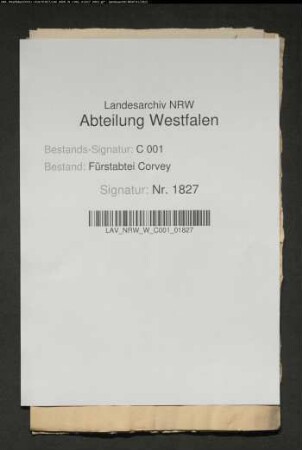 Landesarchiv NRW
Abteilung Westfalen
Bestands-Signatur: C 001
Bestand: Fürstabtei Corvey
Signatur: Nr. 1827
LAV_NRW_W_C001_01827